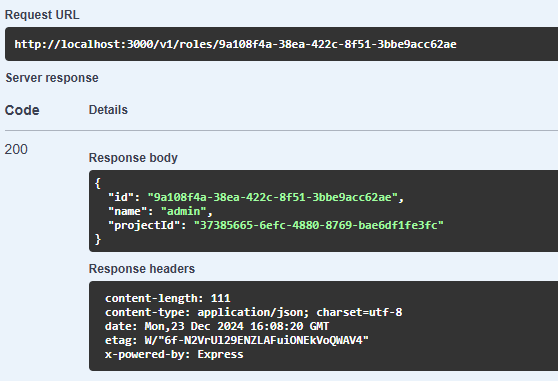 Request URL
http://localhost:3000/v1/roles/9a108f4a-38ea-422c-8f51-3bbe9acc62ae
Server response
Code Details
200
Response body
{
  "id": "9a108f4a-38ea-422c-8f51-3bbe9acc62ae",
  "name": "admin",
  "projectId": "37385665-6efc-4880-8769-bae6df1fe3fc"
}
Response headers
content-length: 111
content-type: application/json; charset=utf-8
date: Mon,23 Dec 2024 16:08:20 GMT
etag: W/"6f-N2VrUl29ENZLAFuiONEkVoQWAV4"
x-powered-by: Express